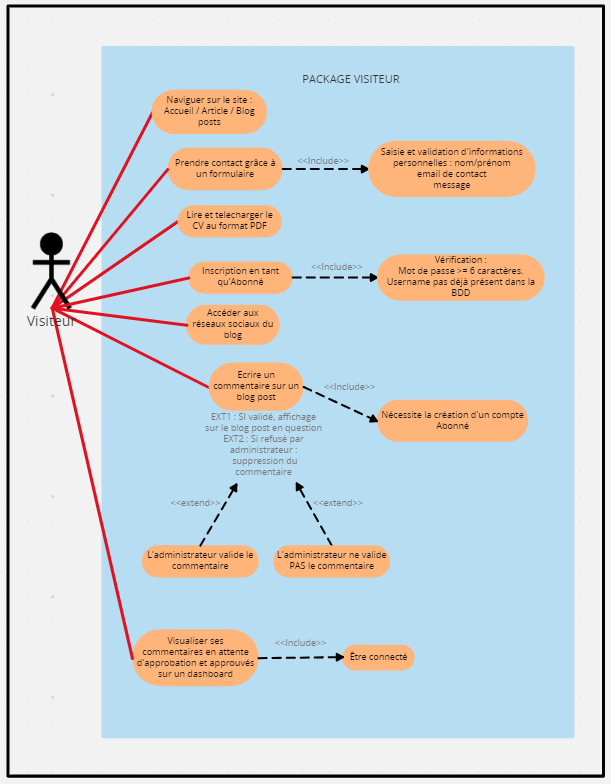 PACKAGE VISITEUR
Naviguer sur le site :
Accueil / Article / Blog
posts
Prendre contact grâce à
un formulaire
<<Include>>
Saisie et validation d'informations
personnelles : nom/prénom
email de contact
message
Lire et telecharger le
CV au format PDF
Inscription en tant
qu'Abonné
<<Include>>
Vérification :
Mot de passe >= 6 caractères.
Username pas déjà présent dans la
BDD
Visiteur
Accéder aux
réseaux sociaux du
blog
Ecrire un
commentaire sur un
blog post
<<Include>>
Nécessite la création d'un compte
Abonné
EXT1 : SI validé, affichage
sur le blog post en question
EXT2 : Si refusé par
administrateur :
suppression du
commentaire
<<extend>>
<<extend>>
L'administrateur valide le
commentaire
L'administrateur ne valide
PAS le commentaire
Visualiser ses
commentaires en attente
d'approbation et approuvés
sur un dashboard
<<Include>>
Être connecté